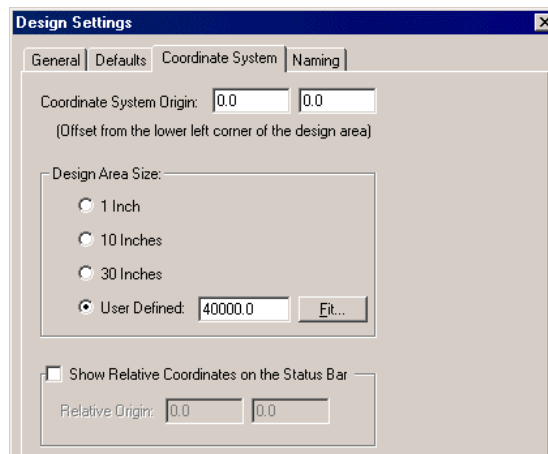 Design Settings
General Defaults Coordinate System Naming
Coordinate System Origin: 0.0 0.0
(Offset from the lower left corner of the design area)
Design Area Size:
1 Inch
10 Inches
30 Inches
User Defined: 40000.0 Fit...
Show Relative Coordinates on the Status Bar
Relative Origin: 0.0 0.0